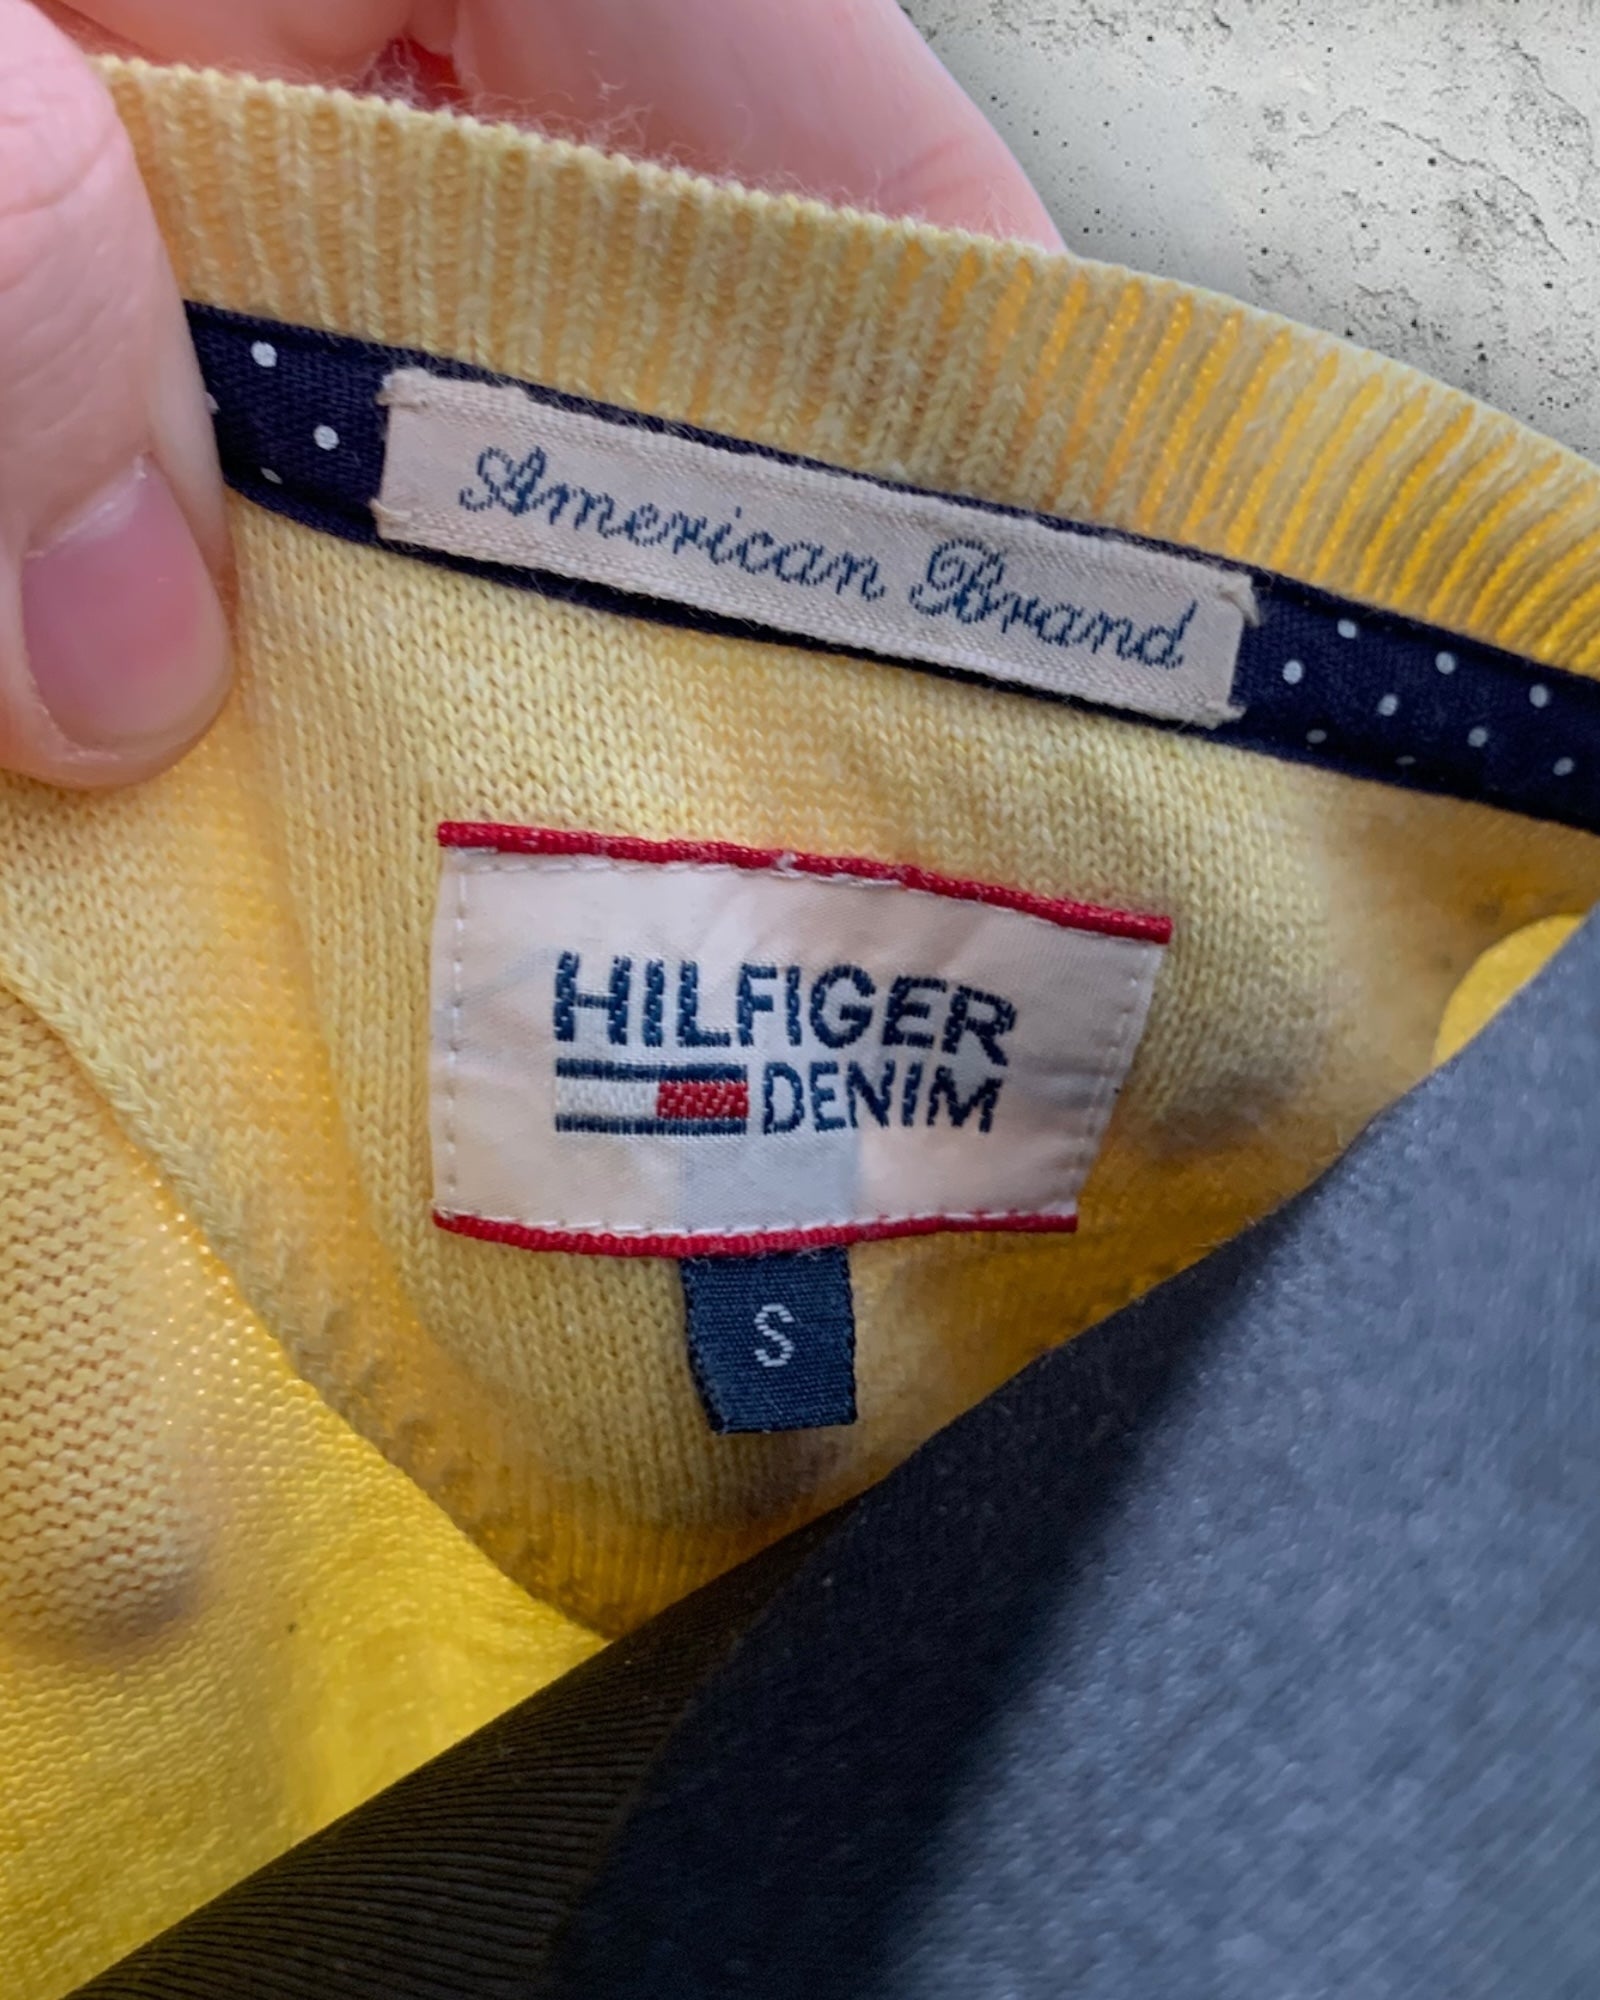 American Brand
HILFIGER
DENIM
S